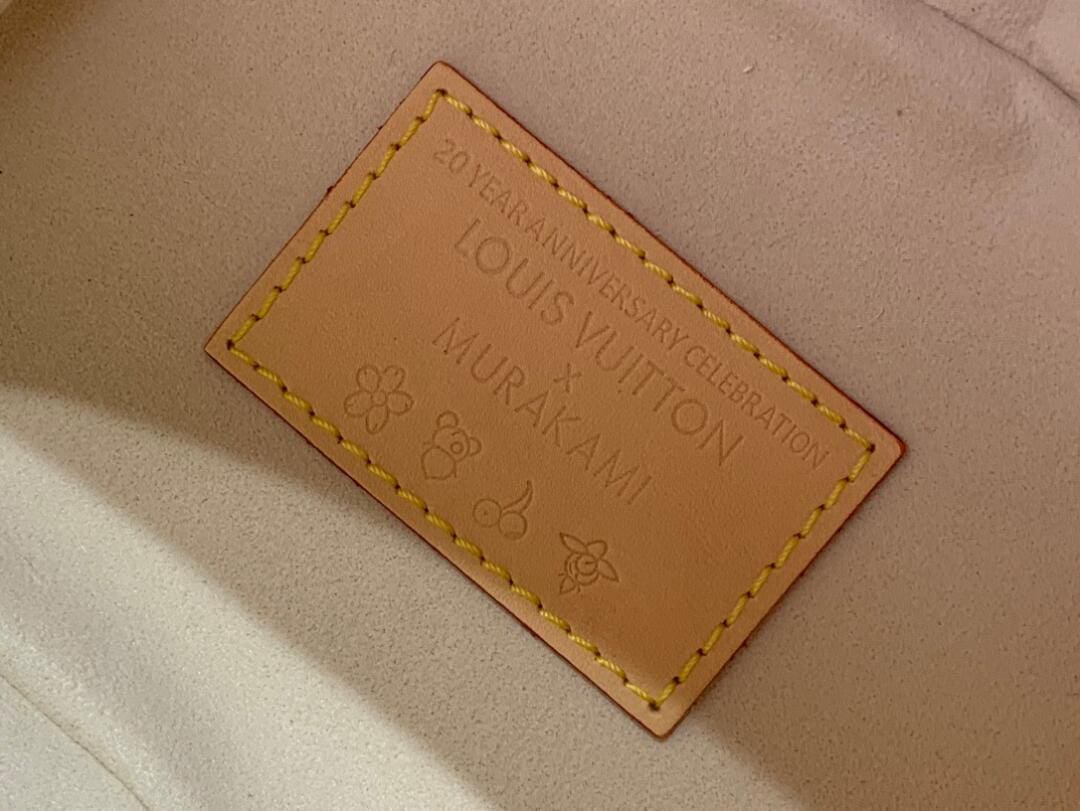 20 YEAR ANNIVERSARY CELEBRATION
LOUIS VUITTON
X
MURAKAMI